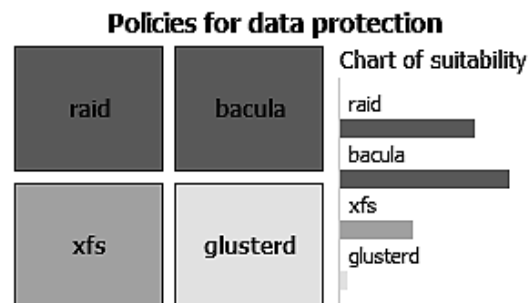 Policies for data protection
raid
bacula
xfs
glusterd
Chart of suitability
raid
bacula
xfs
glusterd